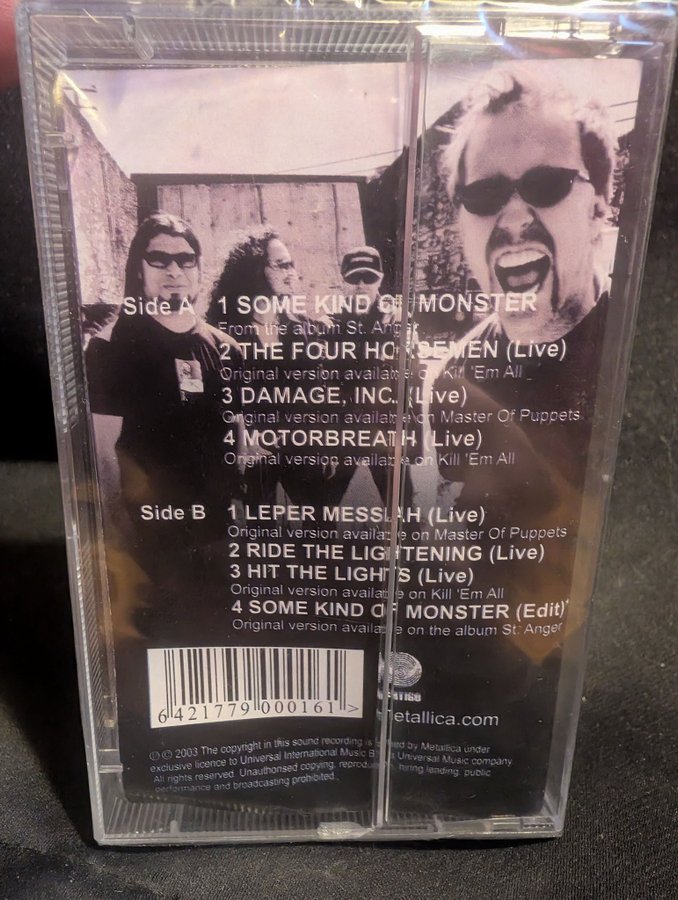 Side A 1 SOME KIND OF MONSTER
From the album St. Anger
2 THE FOUR HORSEMEN (Live)
Original version available on Kill 'Em All
3 DAMAGE, INC. (Live)
Original version available on Master Of Puppets
4 MOTORBREATH (Live)
Original version available on Kill 'Em All
Side B 1 LEPER MESSIAH (Live)
Original version available on Master Of Puppets
2 RIDE THE LIGHTENING (Live)
3 HIT THE LIGHTS (Live)
Original version available on Kill 'Em All
4 SOME KIND OF MONSTER (Edit)*
Original version available on the album St. Anger
6 421779 000161 >
VERTIGO
metallica.com
℗ © 2003 The copyright in this sound recording is owned by Metallica under
exclusive licence to Universal International Music B Universal Music company.
All rights reserved. Unauthorised copying, reproduction, hiring lending, public
performance and broadcasting prohibited.